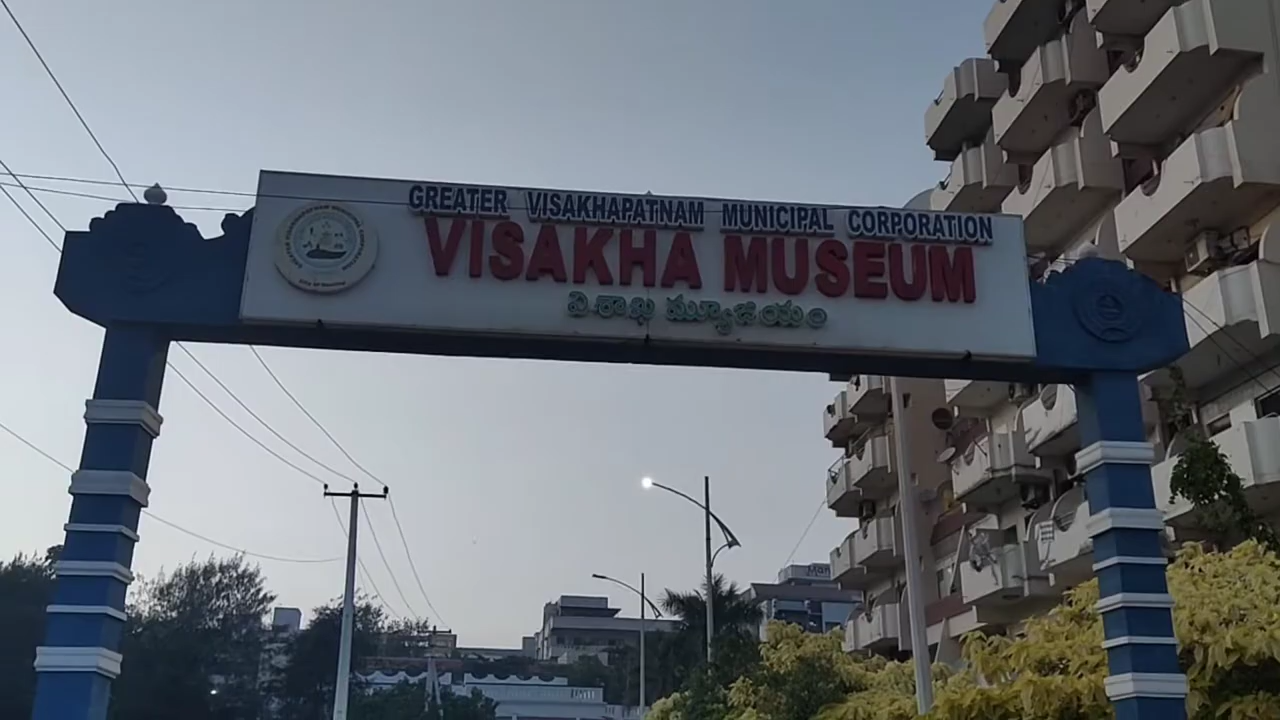 GREATER VISAKHAPATNAM MUNICIPAL CORPORATION
VISAKHA MUSEUM
విశాఖ మ్యూజియం